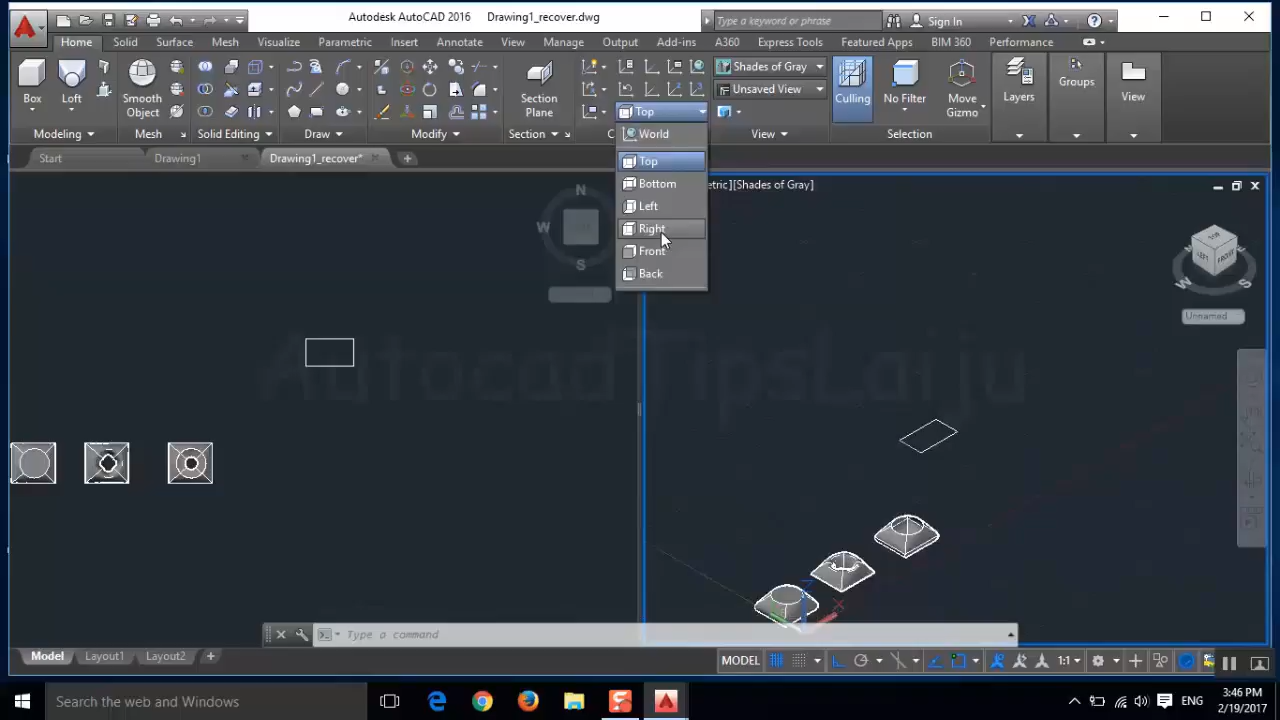 Autodesk AutoCAD 2016 Drawing1_recover.dwg
Type a keyword or phrase
Sign In
Home Solid Surface Mesh Visualize Parametric Insert Annotate View Manage Output Add-ins A360 Express Tools Featured Apps BIM 360 Performance
Box
Loft
Smooth
Object
Section
Plane
Shades of Gray
Unsaved View
Top
Culling
No Filter
Move
Gizmo
Layers
Groups
View
Modeling Mesh Solid Editing Draw Modify Section C View Selection
World
Top
Bottom
Left
Right
Front
Back
Start Drawing1 Drawing1_recover* +
N
W
S
etric][Shades of Gray]
TOP
LEFT
FRONT
W
S
Unnamed
AutocadTipsLaiju
X
Type a command
Model Layout1 Layout2 +
MODEL
1:1
Search the web and Windows
ENG
3:46 PM
2/19/2017